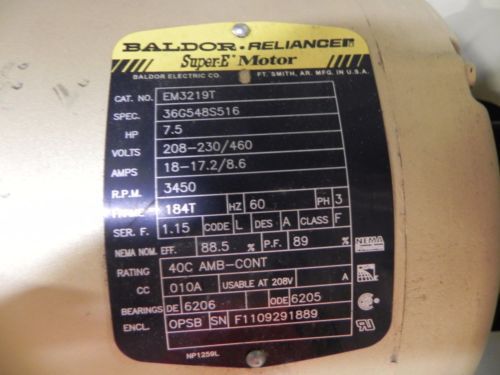 BALDOR • RELIANCE
Super-E Motor
BALDOR ELECTRIC CO. FT. SMITH, AR. MFG. IN U.S.A.
CAT. NO. EM3219T
SPEC. 36G548S516
HP 7.5
VOLTS 208-230/460
AMPS 18-17.2/8.6
R.P.M. 3450
FRAME 184T HZ 60 PH 3
SER. F. 1.15 CODE L DES A CLASS F
NEMA NOM. EFF. 88.5 % P.F. 89 %
NEMA
RATING 40C AMB-CONT
CC 010A USABLE AT 208V A
BEARINGS DE 6206 ODE 6205
ENCL. OPSB SN F1109291889
NP1259L